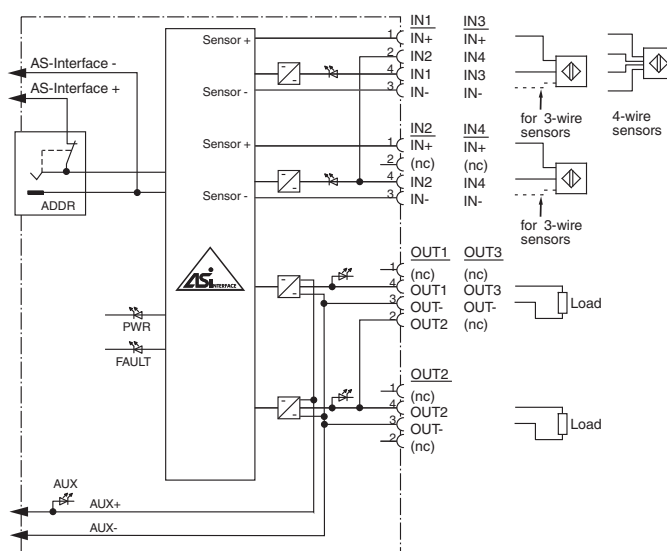 IN1 IN3
Sensor + 1 IN+ IN+
2 IN2 IN4
AS-Interface -
4 IN1 IN3
AS-Interface +
Sensor - 3 IN- IN-
for 3-wire sensors
4-wire sensors
IN2 IN4
Sensor + 1 IN+ IN+
2 (nc) (nc)
4 IN2 IN4
Sensor - 3 IN- IN-
ADDR
for 3-wire sensors
OUT1 OUT3
1 (nc) (nc)
4 OUT1 OUT3
3 OUT- OUT-
2 OUT2 (nc)
Load
ASi INTERFACE
PWR
FAULT
OUT2
1 (nc)
4 OUT2
3 OUT-
2 (nc)
Load
AUX
AUX+
AUX-